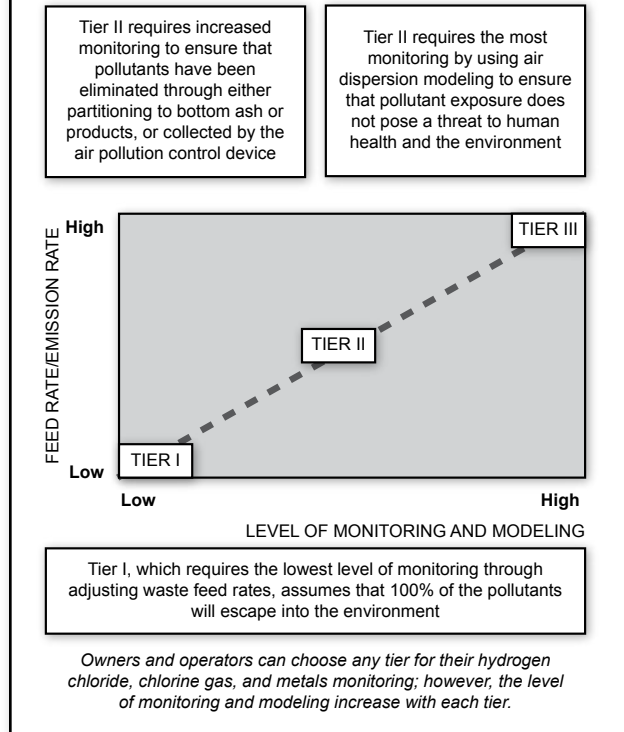 Tier II requires increased
monitoring to ensure that
pollutants have been
eliminated through either
partitioning to bottom ash or
products, or collected by the
air pollution control device
Tier II requires the most
monitoring by using air
dispersion modeling to ensure
that pollutant exposure does
not pose a threat to human
health and the environment
FEED RATE/EMISSION RATE
High
TIER III
TIER II
TIER I
Low
Low
High
LEVEL OF MONITORING AND MODELING
Tier I, which requires the lowest level of monitoring through
adjusting waste feed rates, assumes that 100% of the pollutants
will escape into the environment
Owners and operators can choose any tier for their hydrogen
chloride, chlorine gas, and metals monitoring; however, the level
of monitoring and modeling increase with each tier.